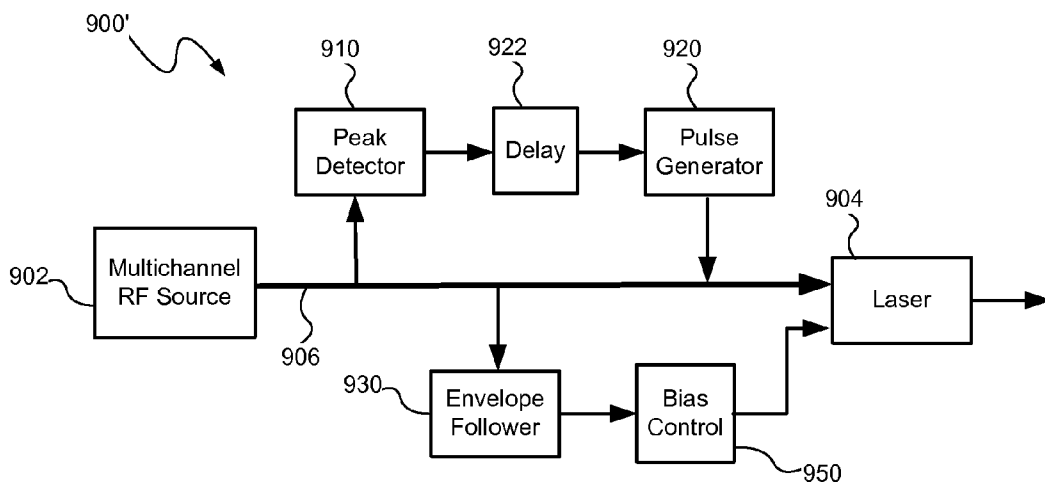 900'
910
922
920
Peak
Detector
Delay
Pulse
Generator
904
902
Multichannel
RF Source
Laser
906
930
Envelope
Follower
Bias
Control
950